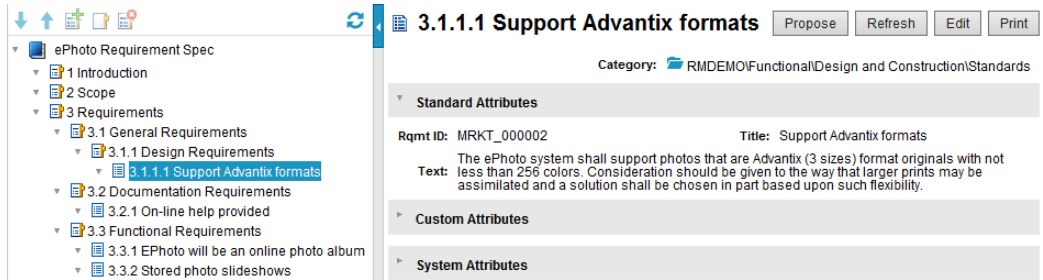 ePhoto Requirement Spec
1 Introduction
2 Scope
3 Requirements
3.1 General Requirements
3.1.1 Design Requirements
3.1.1.1 Support Advantix formats
3.2 Documentation Requirements
3.2.1 On-line help provided
3.3 Functional Requirements
3.3.1 EPhoto will be an online photo album
3.3.2 Stored photo slideshows
3.1.1.1 Support Advantix formats Propose Refresh Edit Print
Category: RMDEMO\Functional\Design and Construction\Standards
Standard Attributes
Rqmt ID: MRKT_000002 Title: Support Advantix formats
Text: The ePhoto system shall support photos that are Advantix (3 sizes) format originals with not
less than 256 colors. Consideration should be given to the way that larger prints may be
assimilated and a solution shall be chosen in part based upon such flexibility.
Custom Attributes
System Attributes